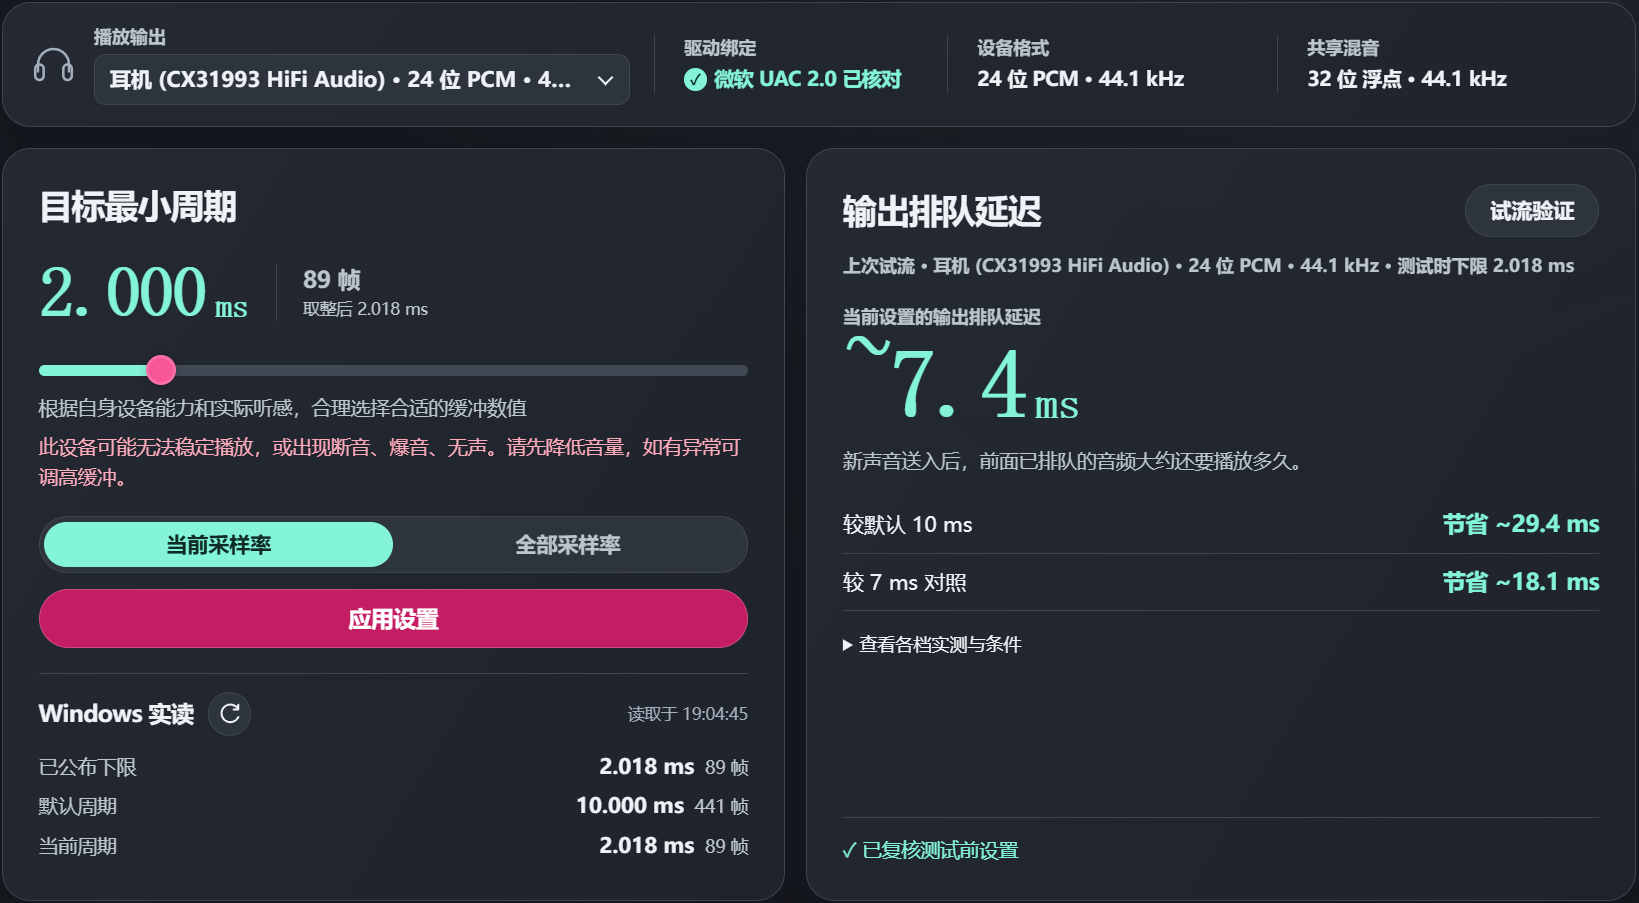 播放输出
耳机 (CX31993 HiFi Audio) • 24 位 PCM • 4...
驱动绑定
微软 UAC 2.0 已核对
设备格式
24 位 PCM • 44.1 kHz
共享混音
32 位 浮点 • 44.1 kHz
目标最小周期
2.000 ms
89 帧
取整后 2.018 ms
根据自身设备能力和实际听感，合理选择合适的缓冲数值
此设备可能无法稳定播放，或出现断音、爆音、无声。请先降低音量，如有异常可
调高缓冲。
当前采样率
全部采样率
应用设置
Windows 实读
读取于 19:04:45
已公布下限
2.018 ms 89 帧
默认周期
10.000 ms 441 帧
当前周期
2.018 ms 89 帧
输出排队延迟
试流验证
上次试流 • 耳机 (CX31993 HiFi Audio) • 24 位 PCM • 44.1 kHz • 测试时下限 2.018 ms
当前设置的输出排队延迟
~7.4 ms
新声音送入后，前面已排队的音频大约还要播放多久。
较默认 10 ms
节省 ~29.4 ms
较 7 ms 对照
节省 ~18.1 ms
▶ 查看各档实测与条件
✓ 已复核测试前设置